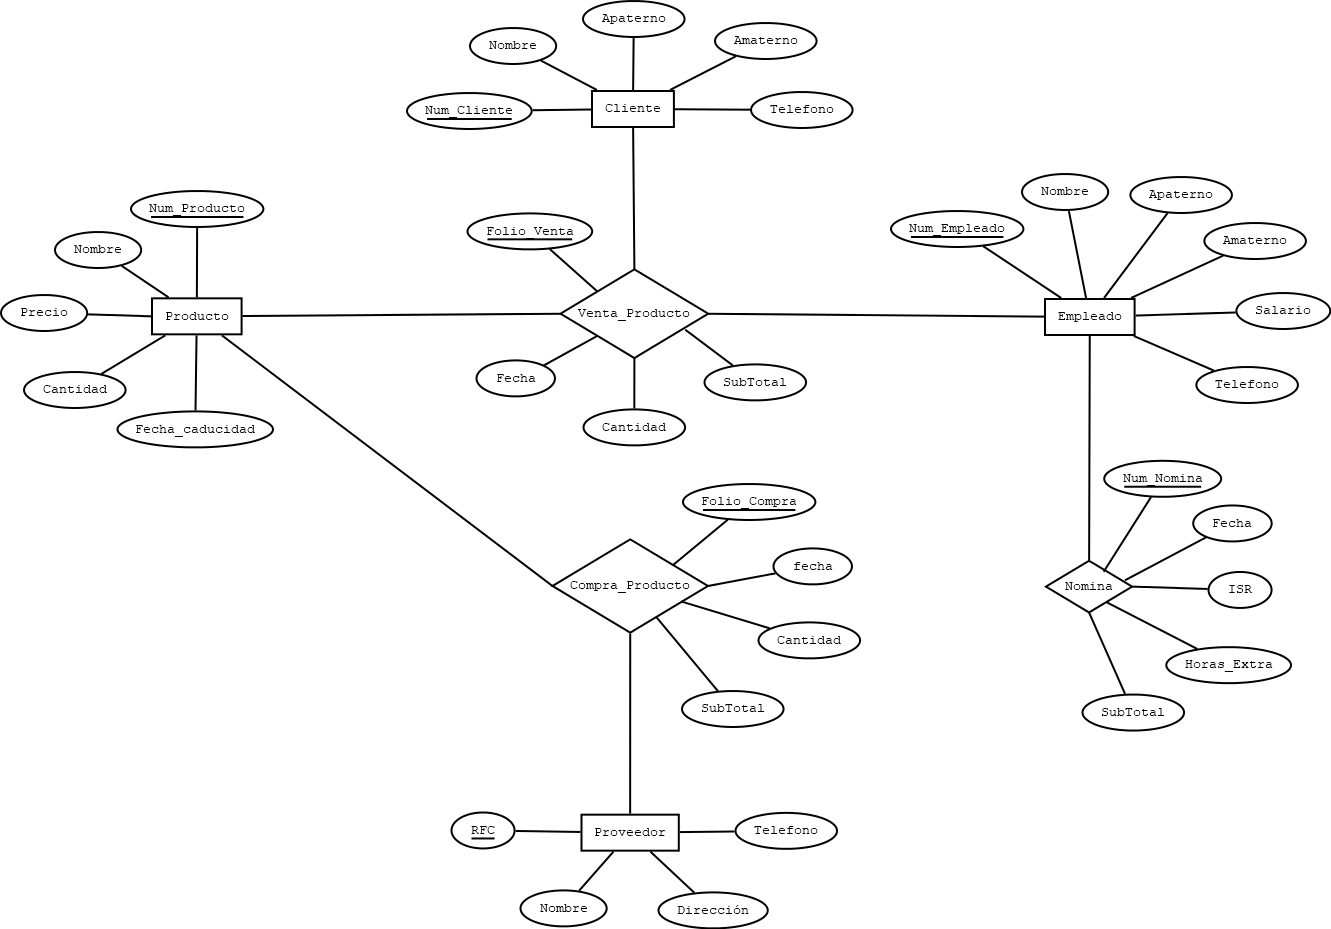 Apaterno
Nombre
Amaterno
Num_Cliente
Cliente
Telefono
Num_Producto
Nombre
Precio
Producto
Cantidad
Fecha_caducidad
Folio_Venta
Venta_Producto
Fecha
SubTotal
Cantidad
Nombre
Apaterno
Num_Empleado
Amaterno
Salario
Empleado
Telefono
Num_Nomina
Fecha
Nomina
ISR
Horas_Extra
SubTotal
Folio_Compra
fecha
Compra_Producto
Cantidad
SubTotal
RFC
Proveedor
Telefono
Nombre
Dirección